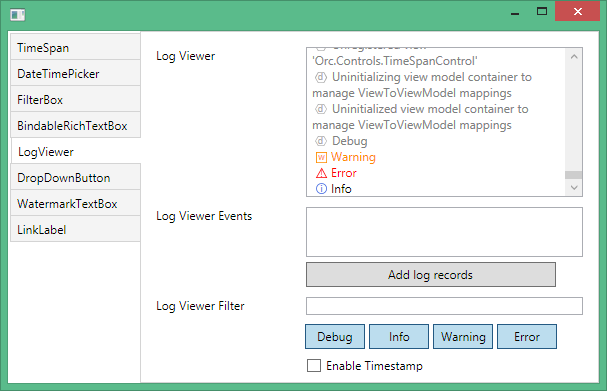 TimeSpan
DateTimePicker
FilterBox
BindableRichTextBox
LogViewer
DropDownButton
WatermarkTextBox
LinkLabel
Log Viewer
'Orc.Controls.TimeSpanControl'
Uninitializing view model container to
manage ViewToViewModel mappings
Uninitialized view model container to
manage ViewToViewModel mappings
Debug
Warning
Error
Info
Log Viewer Events
Add log records
Log Viewer Filter
Debug Info Warning Error
Enable Timestamp